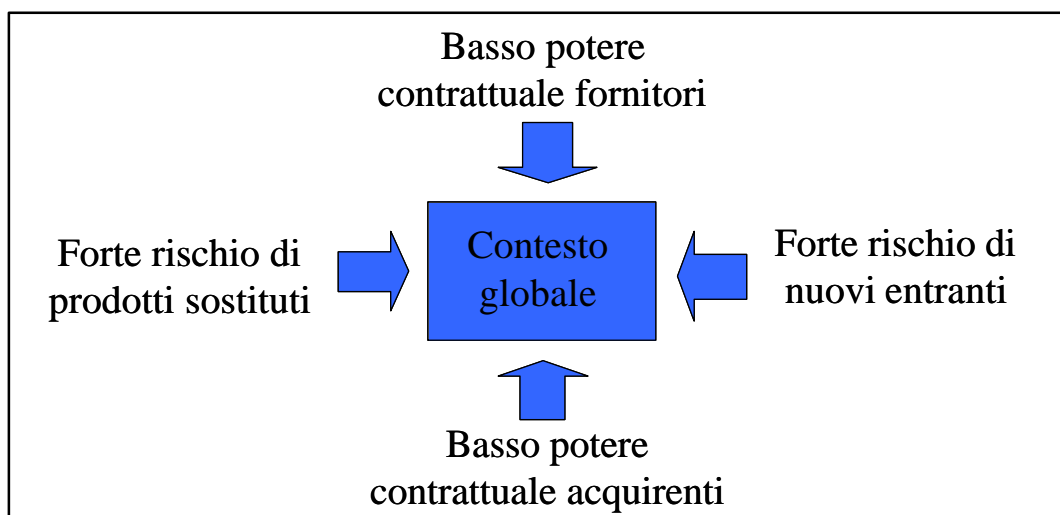 Basso potere
contrattuale fornitori
Forte rischio di
prodotti sostituti
Contesto
globale
Forte rischio di
nuovi entranti
Basso potere
contrattuale acquirenti